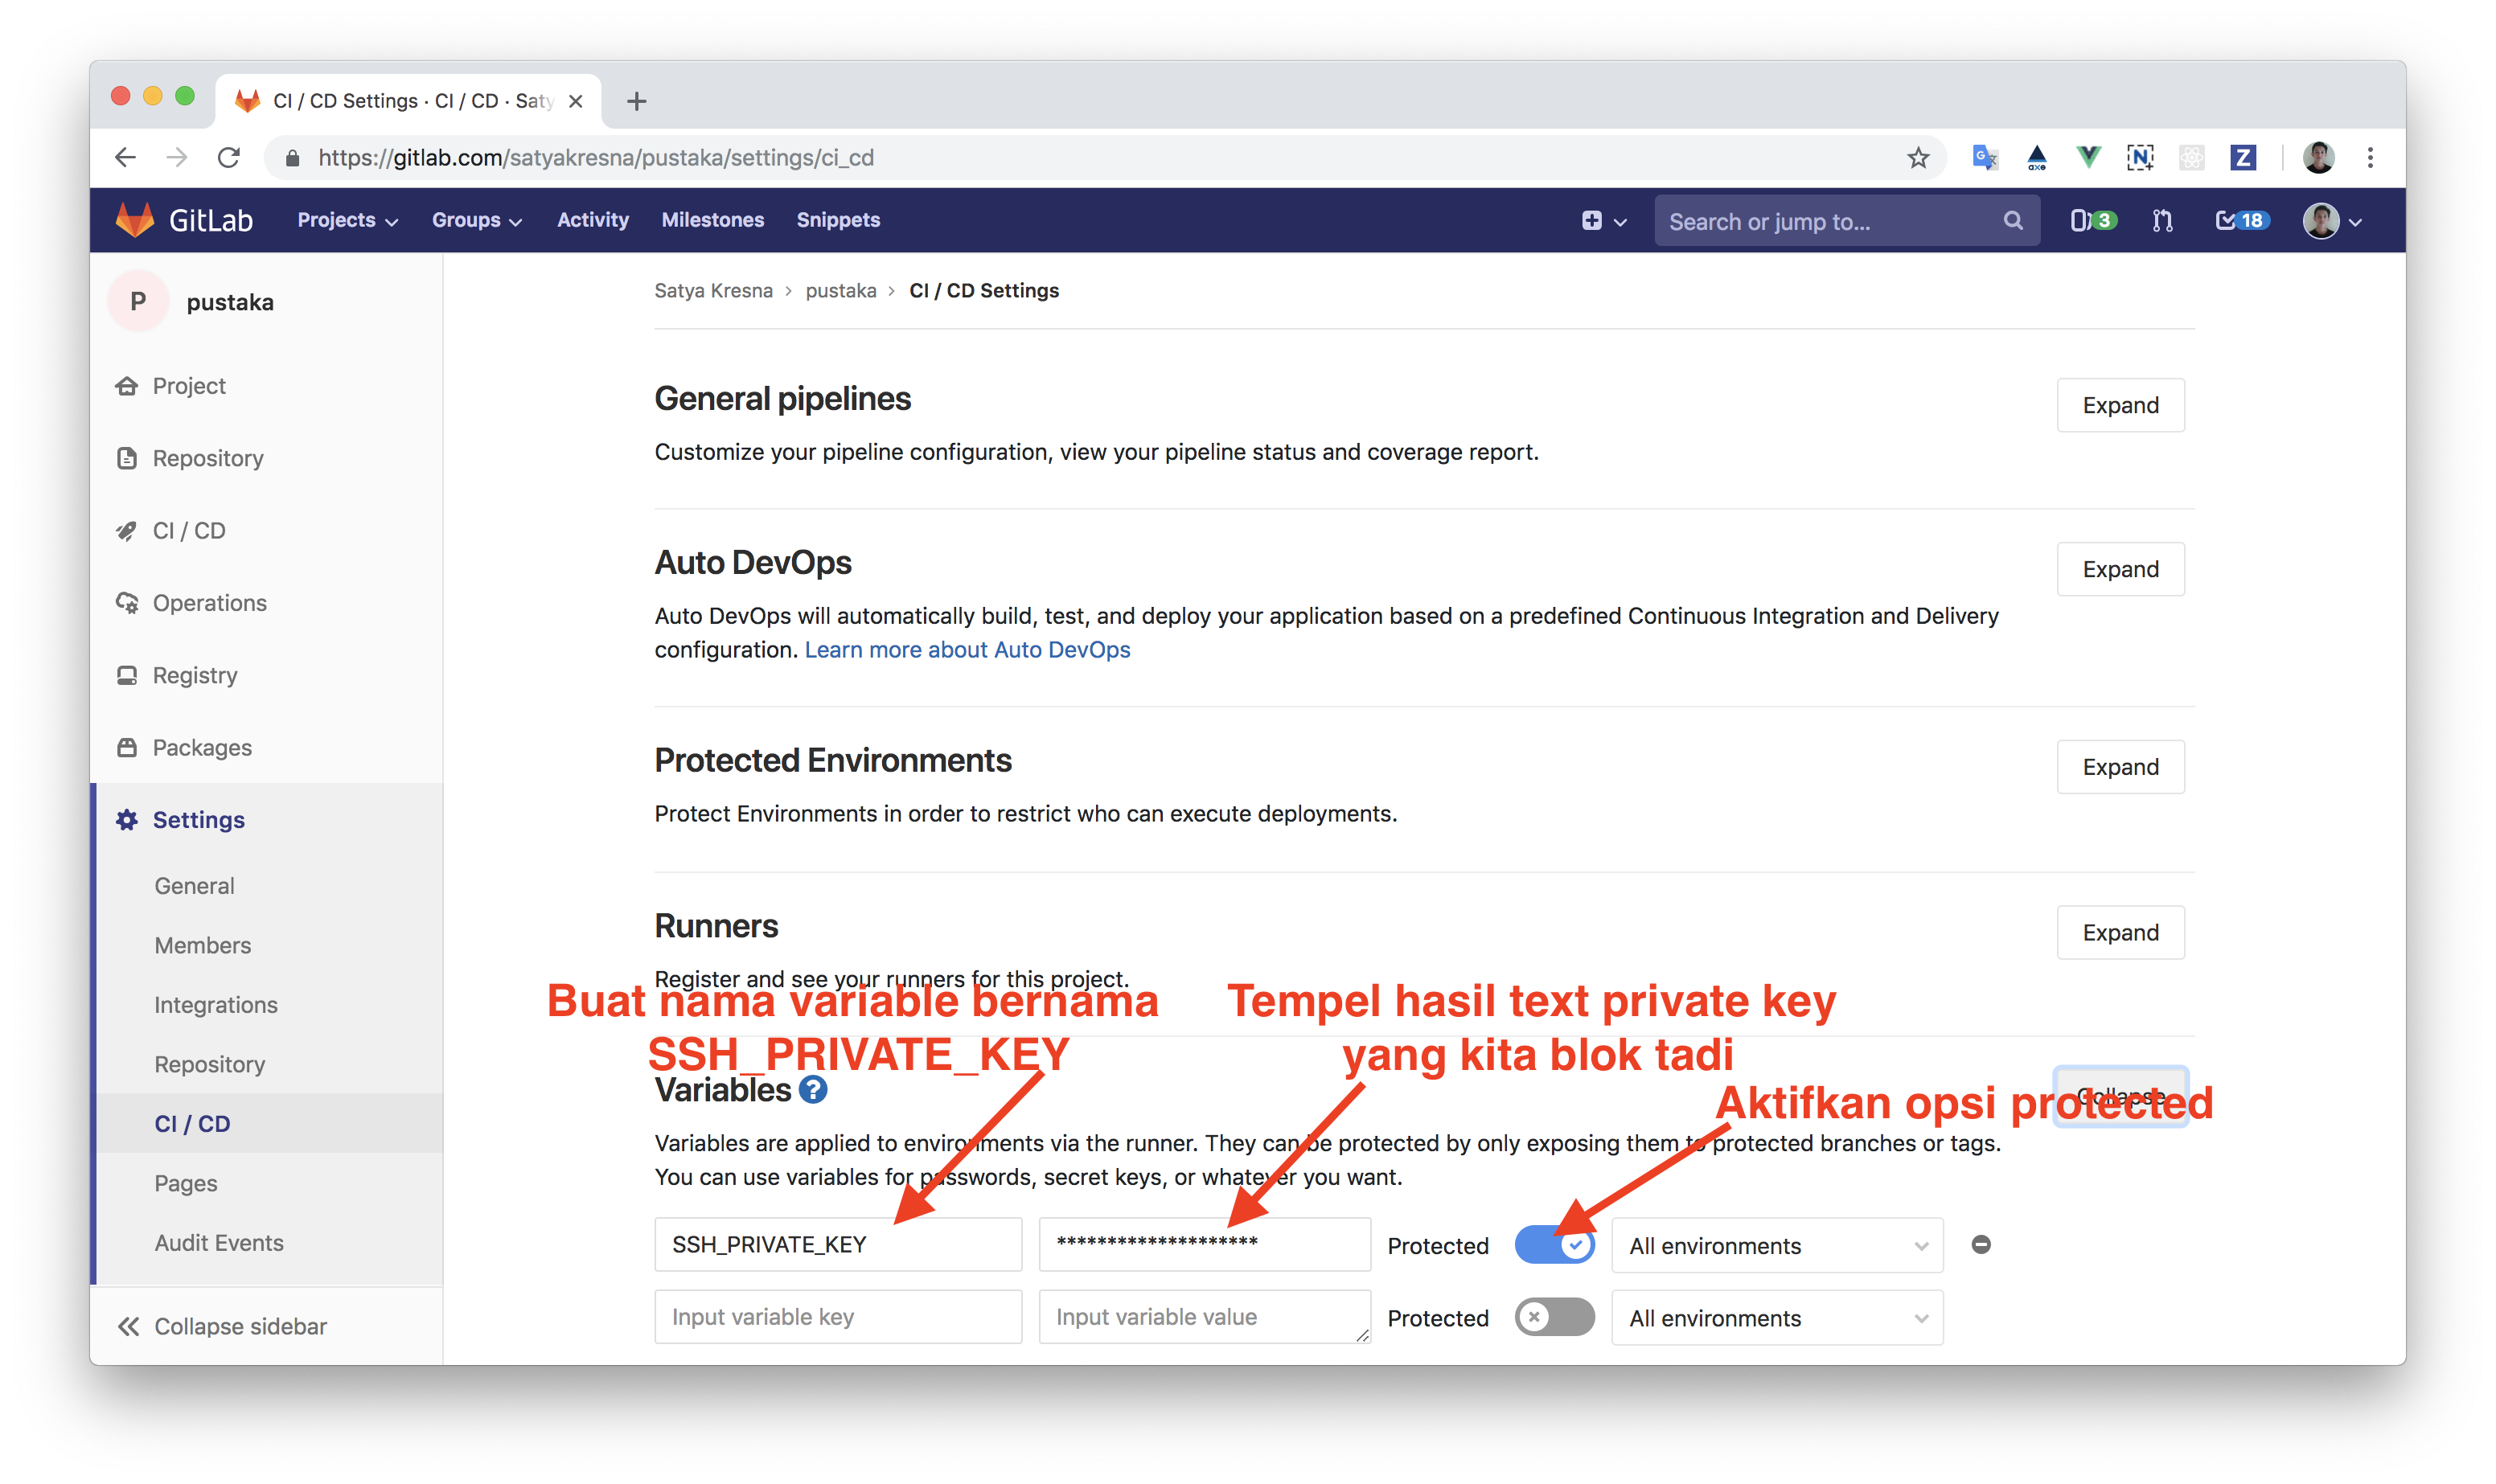 CI / CD Settings · CI / CD · Saty
https://gitlab.com/satyakresna/pustaka/settings/ci_cd
GitLab Projects Groups Activity Milestones Snippets Search or jump to... 3 18
P pustaka
Satya Kresna > pustaka > CI / CD Settings
Project
Repository
CI / CD
Operations
Registry
Packages
Settings
General
Members
Integrations
Repository
CI / CD
Pages
Audit Events
Collapse sidebar
General pipelines
Expand
Customize your pipeline configuration, view your pipeline status and coverage report.
Auto DevOps
Expand
Auto DevOps will automatically build, test, and deploy your application based on a predefined Continuous Integration and Delivery
configuration. Learn more about Auto DevOps
Protected Environments
Expand
Protect Environments in order to restrict who can execute deployments.
Runners
Expand
Register and see your runners for this project.
Buat nama variable bernama
SSH_PRIVATE_KEY
Tempel hasil text private key
yang kita blok tadi
Aktifkan opsi protected
Variables ?
Collapse
Variables are applied to environments via the runner. They can be protected by only exposing them to protected branches or tags.
You can use variables for passwords, secret keys, or whatever you want.
SSH_PRIVATE_KEY ******************** Protected All environments
Input variable key Input variable value Protected All environments